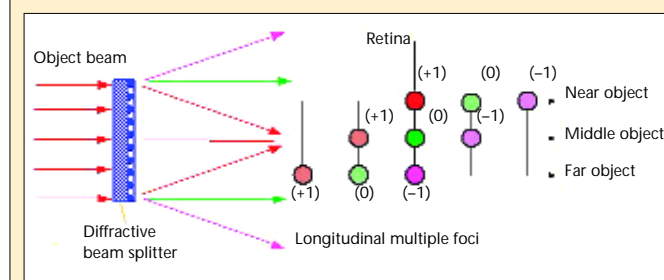 Object beam
Retina
(+1)
(0)
(−1)
Near object
(+1)
(0)
(−1)
Middle object
Far object
(+1)
(0)
(−1)
Diffractive
beam splitter
Longitudinal multiple foci